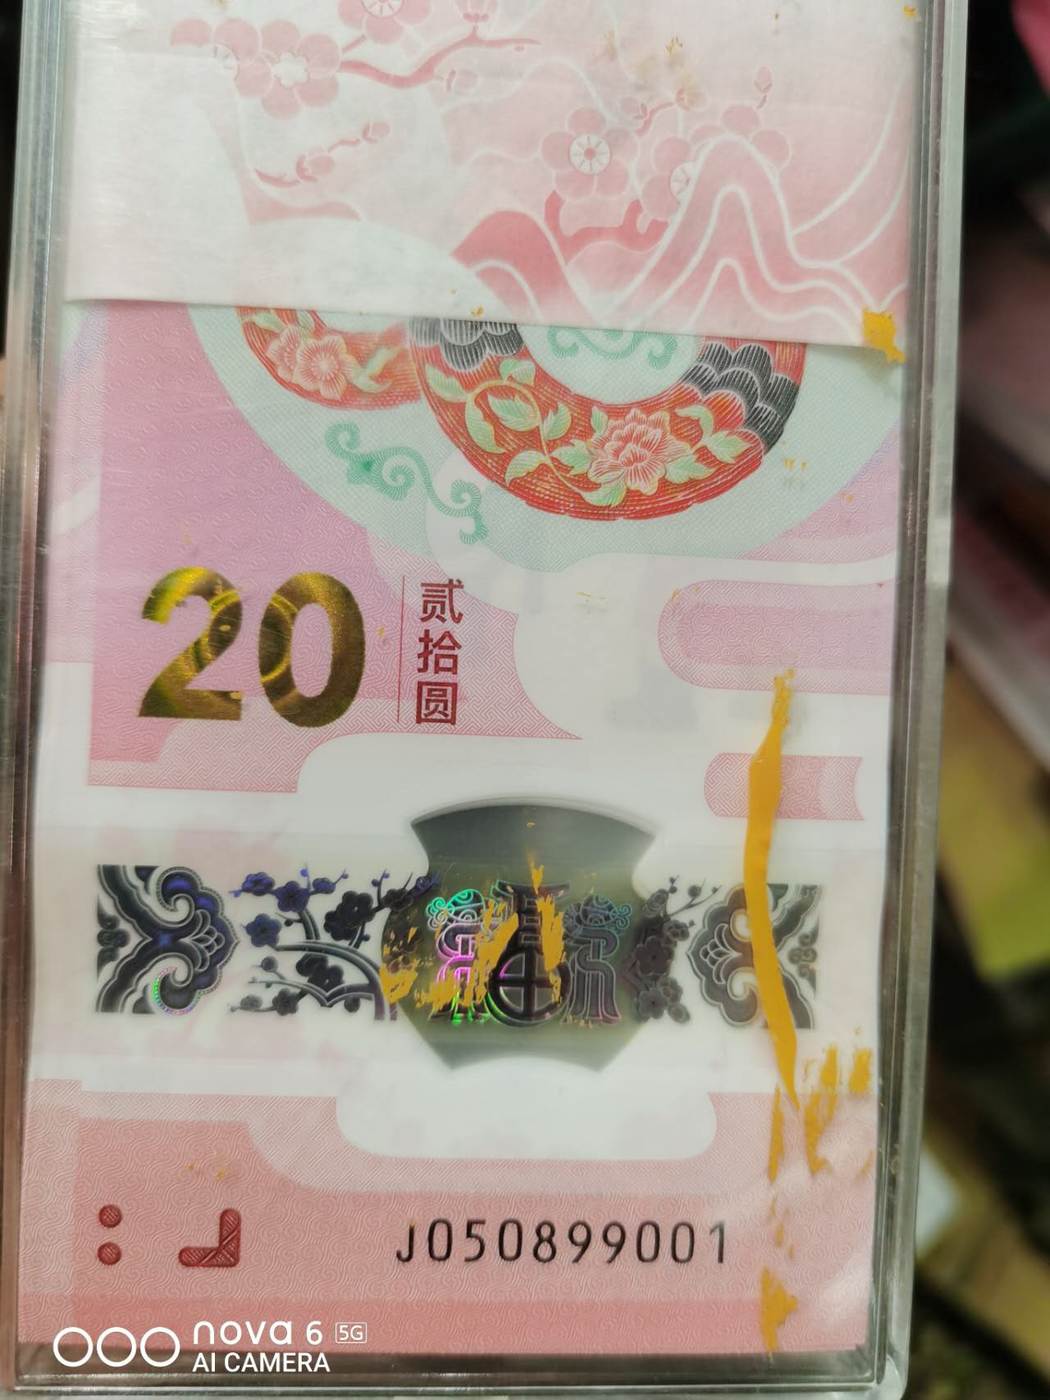 20
贰拾圆
J050899001
nova 6 5G
AI CAMERA